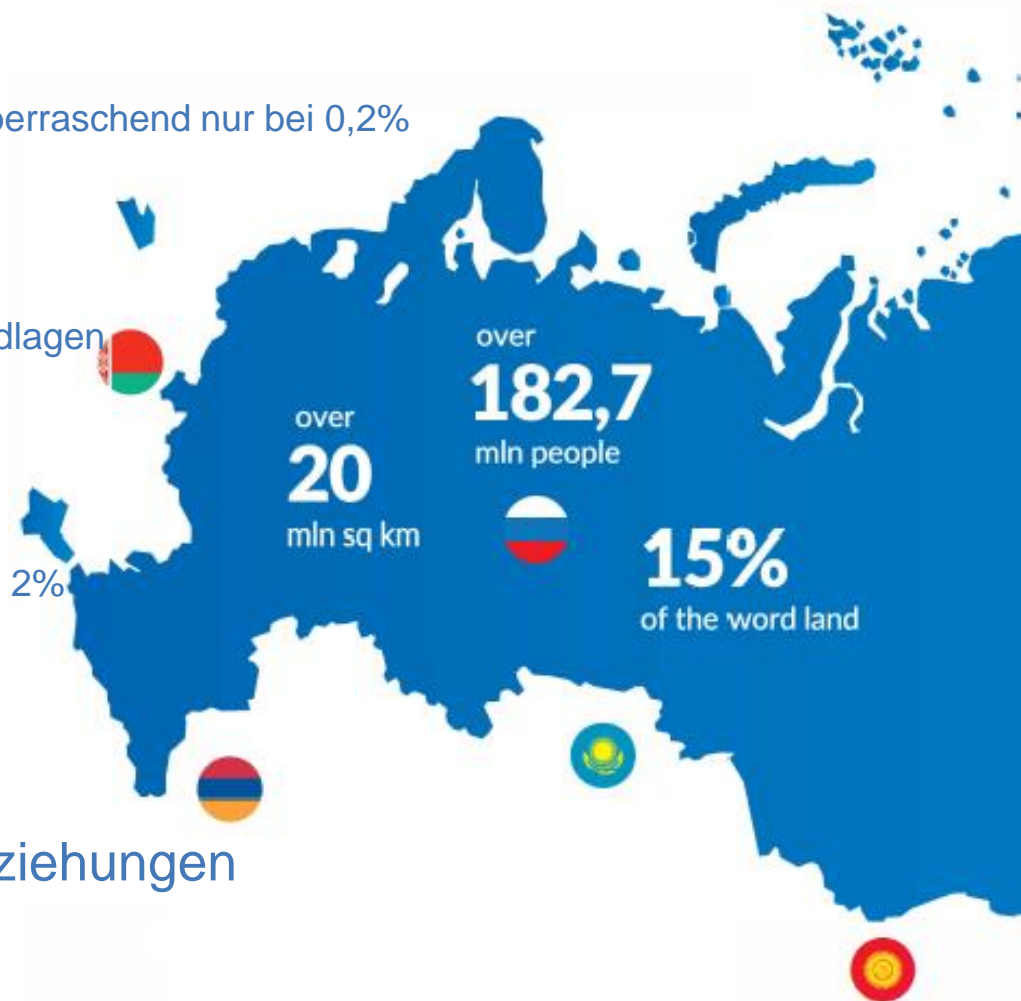 berraschend nur bei 0,2%
dlagen
over
182,7
mln people
over
20
mln sq km
15%
of the word land
2%
ziehungen